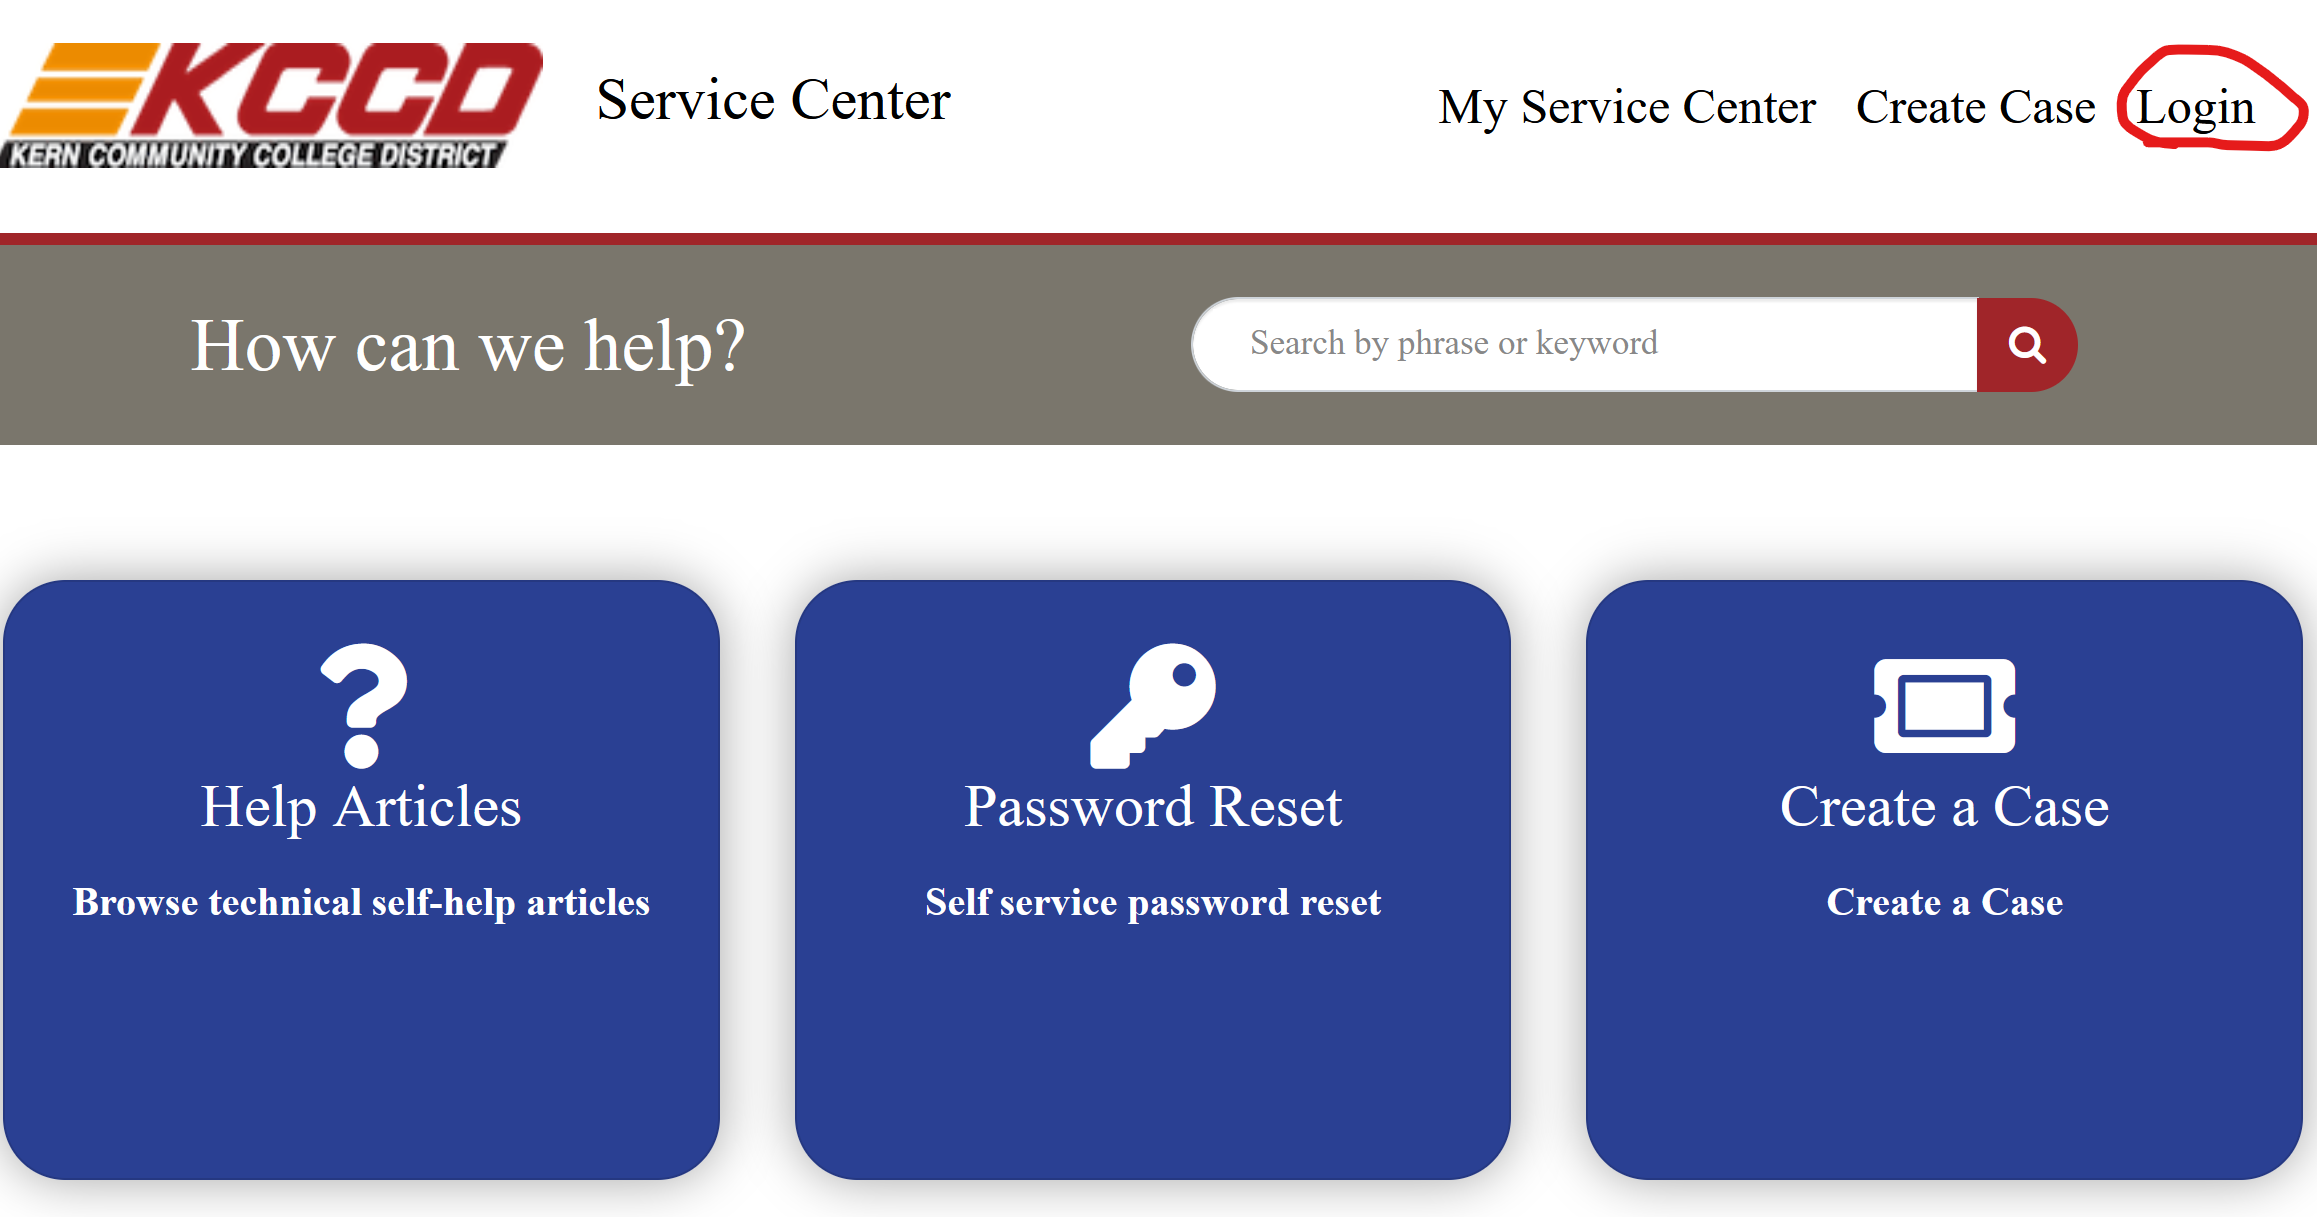 KCCD
KERN COMMUNITY COLLEGE DISTRICT
Service Center
My Service Center
Create Case
Login
How can we help?
Search by phrase or keyword
Help Articles
Browse technical self-help articles
Password Reset
Self service password reset
Create a Case
Create a Case